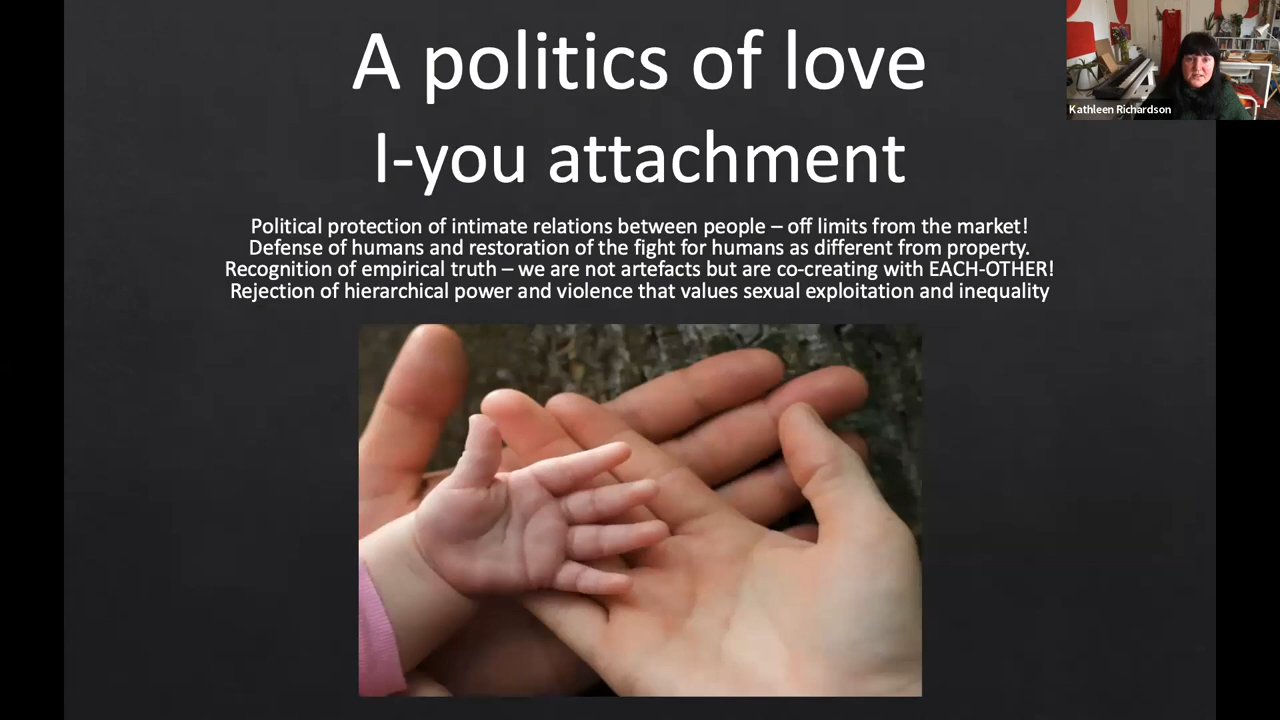 A politics of love
I-you attachment
Political protection of intimate relations between people – off limits from the market!
Defense of humans and restoration of the fight for humans as different from property.
Recognition of empirical truth – we are not artefacts but are co-creating with EACH-OTHER!
Rejection of hierarchical power and violence that values sexual exploitation and inequality
Kathleen Richardson